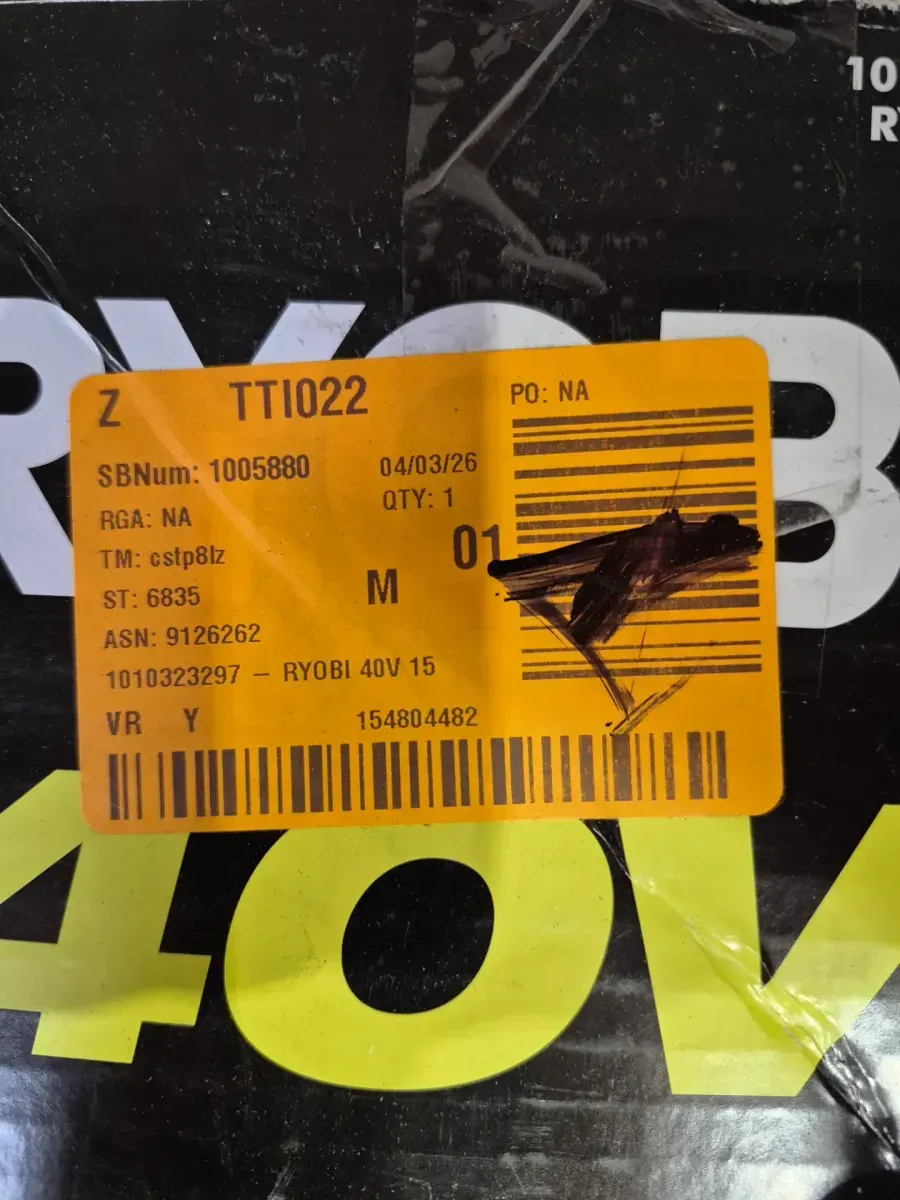 10
RYOB
Z TTI022 PO: NA
SBNum: 1005880 04/03/26
RGA: NA QTY: 1
TM: cstp8lz 01
ST: 6835 M
ASN: 9126262
1010323297 – RYOBI 40V 15
VR Y 154804482
40V